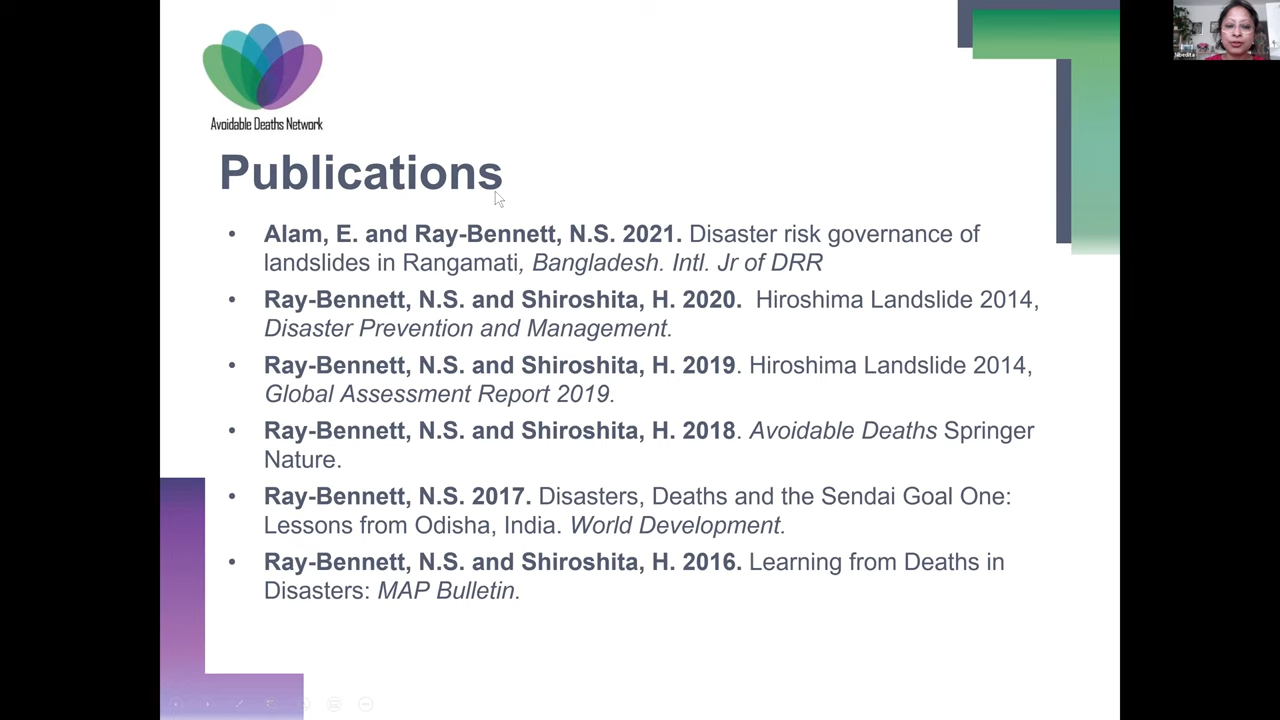 Avoidable Deaths Network
Nibedita
Publications
• Alam, E. and Ray-Bennett, N.S. 2021. Disaster risk governance of
landslides in Rangamati, Bangladesh. Intl. Jr of DRR
• Ray-Bennett, N.S. and Shiroshita, H. 2020. Hiroshima Landslide 2014,
Disaster Prevention and Management.
• Ray-Bennett, N.S. and Shiroshita, H. 2019. Hiroshima Landslide 2014,
Global Assessment Report 2019.
• Ray-Bennett, N.S. and Shiroshita, H. 2018. Avoidable Deaths Springer
Nature.
• Ray-Bennett, N.S. 2017. Disasters, Deaths and the Sendai Goal One:
Lessons from Odisha, India. World Development.
• Ray-Bennett, N.S. and Shiroshita, H. 2016. Learning from Deaths in
Disasters: MAP Bulletin.